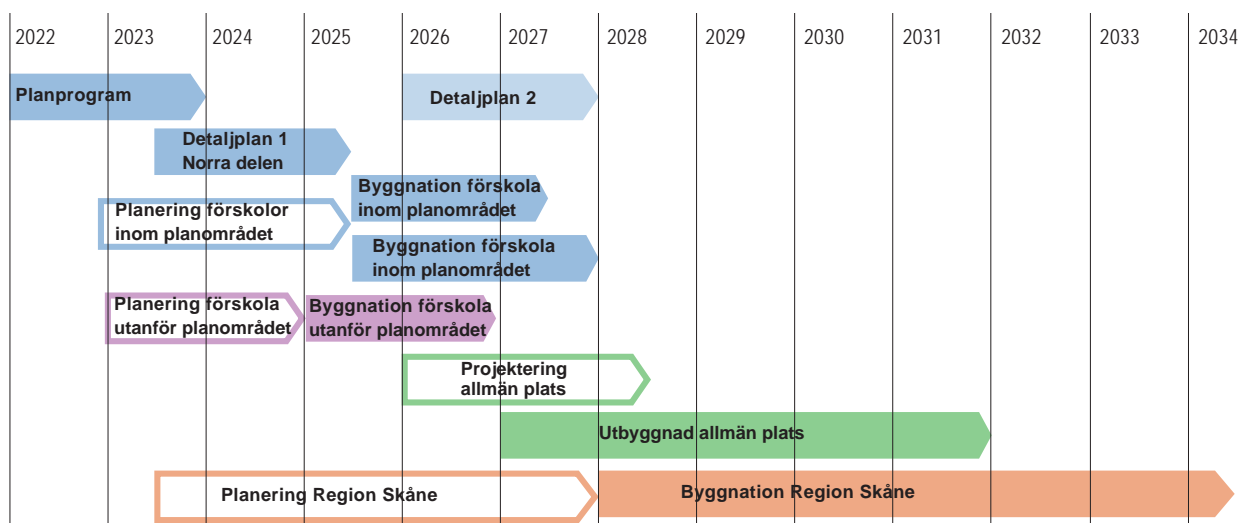 2022 2023 2024 2025 2026 2027 2028 2029 2030 2031 2032 2033 2034
Planprogram
Detaljplan 2
Detaljplan 1
Norra delen
Byggnation förskola
inom planområdet
Planering förskolor
inom planområdet
Byggnation förskola
inom planområdet
Planering förskola
utanför planområdet
Byggnation förskola
utanför planområdet
Projektering
allmän plats
Utbyggnad allmän plats
Planering Region Skåne
Byggnation Region Skåne